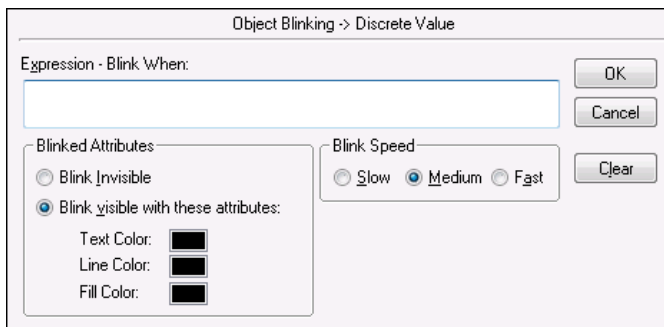 Object Blinking -> Discrete Value
Expression - Blink When:
OK
Cancel
Clear
Blinked Attributes
Blink Invisible
Blink visible with these attributes:
Text Color:
Line Color:
Fill Color:
Blink Speed
Slow Medium Fast